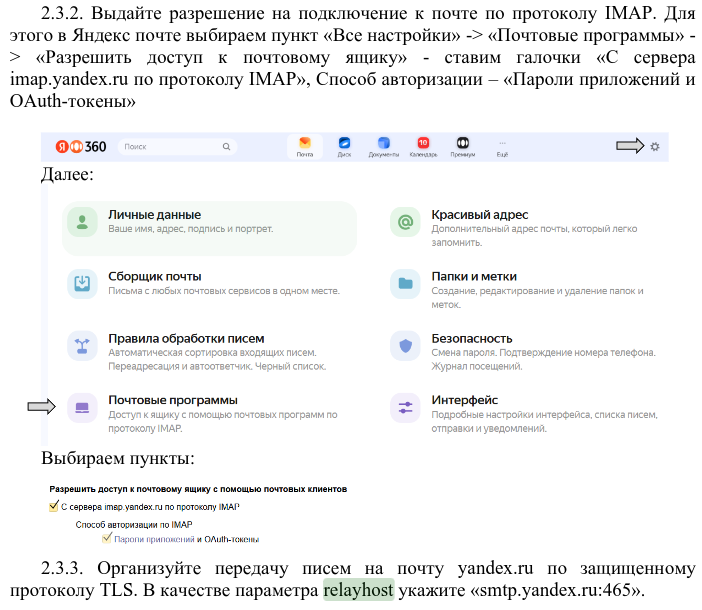 2.3.2. Выдайте разрешение на подключение к почте по протоколу IMAP. Для
этого в Яндекс почте выбираем пункт «Все настройки» -> «Почтовые программы» -
> «Разрешить доступ к почтовому ящику» - ставим галочки «С сервера
imap.yandex.ru по протоколу IMAP», Способ авторизации – «Пароли приложений и
OAuth-токены»
Я 360 Поиск
Почта Диск Документы 10 Календарь Премиум ... Ещё
Далее:
Личные данные
Ваше имя, адрес, подпись и портрет.
Красивый адрес
Дополнительный адрес почты, который легко
запомнить.
Сборщик почты
Письма с любых почтовых сервисов в одном месте.
Папки и метки
Создание, редактирование и удаление папок и
меток.
Правила обработки писем
Автоматическая сортировка входящих писем.
Переадресация и автоответчик. Черный список.
Безопасность
Смена пароля. Подтверждение номера телефона.
Журнал посещений.
Почтовые программы
Доступ к ящику с помощью почтовых программ по
протоколу IMAP.
Интерфейс
Подробные настройки интерфейса, списка писем,
отправки и уведомлений.
Выбираем пункты:
Разрешить доступ к почтовому ящику с помощью почтовых клиентов
С сервера imap.yandex.ru по протоколу IMAP
Способ авторизации по IMAP
Пароли приложений и OAuth-токены
2.3.3. Организуйте передачу писем на почту yandex.ru по защищенному
протоколу TLS. В качестве параметра relayhost укажите «smtp.yandex.ru:465».